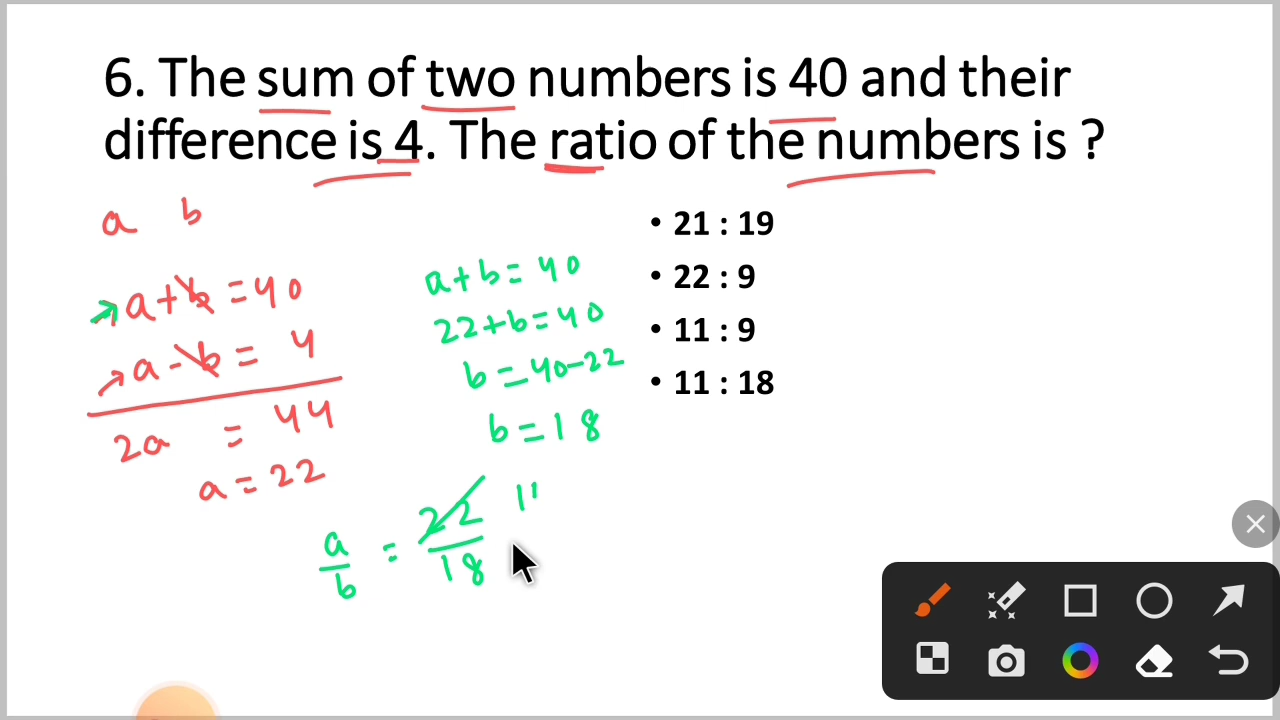 6. The sum of two numbers is 40 and their
difference is 4. The ratio of the numbers is ?
a b
a+b=40
a-b=4
2a = 44
a=22
a+b=40
22+b=40
b=40-22
b=18
a/b = 22/18 11
• 21 : 19
• 22 : 9
• 11 : 9
• 11 : 18